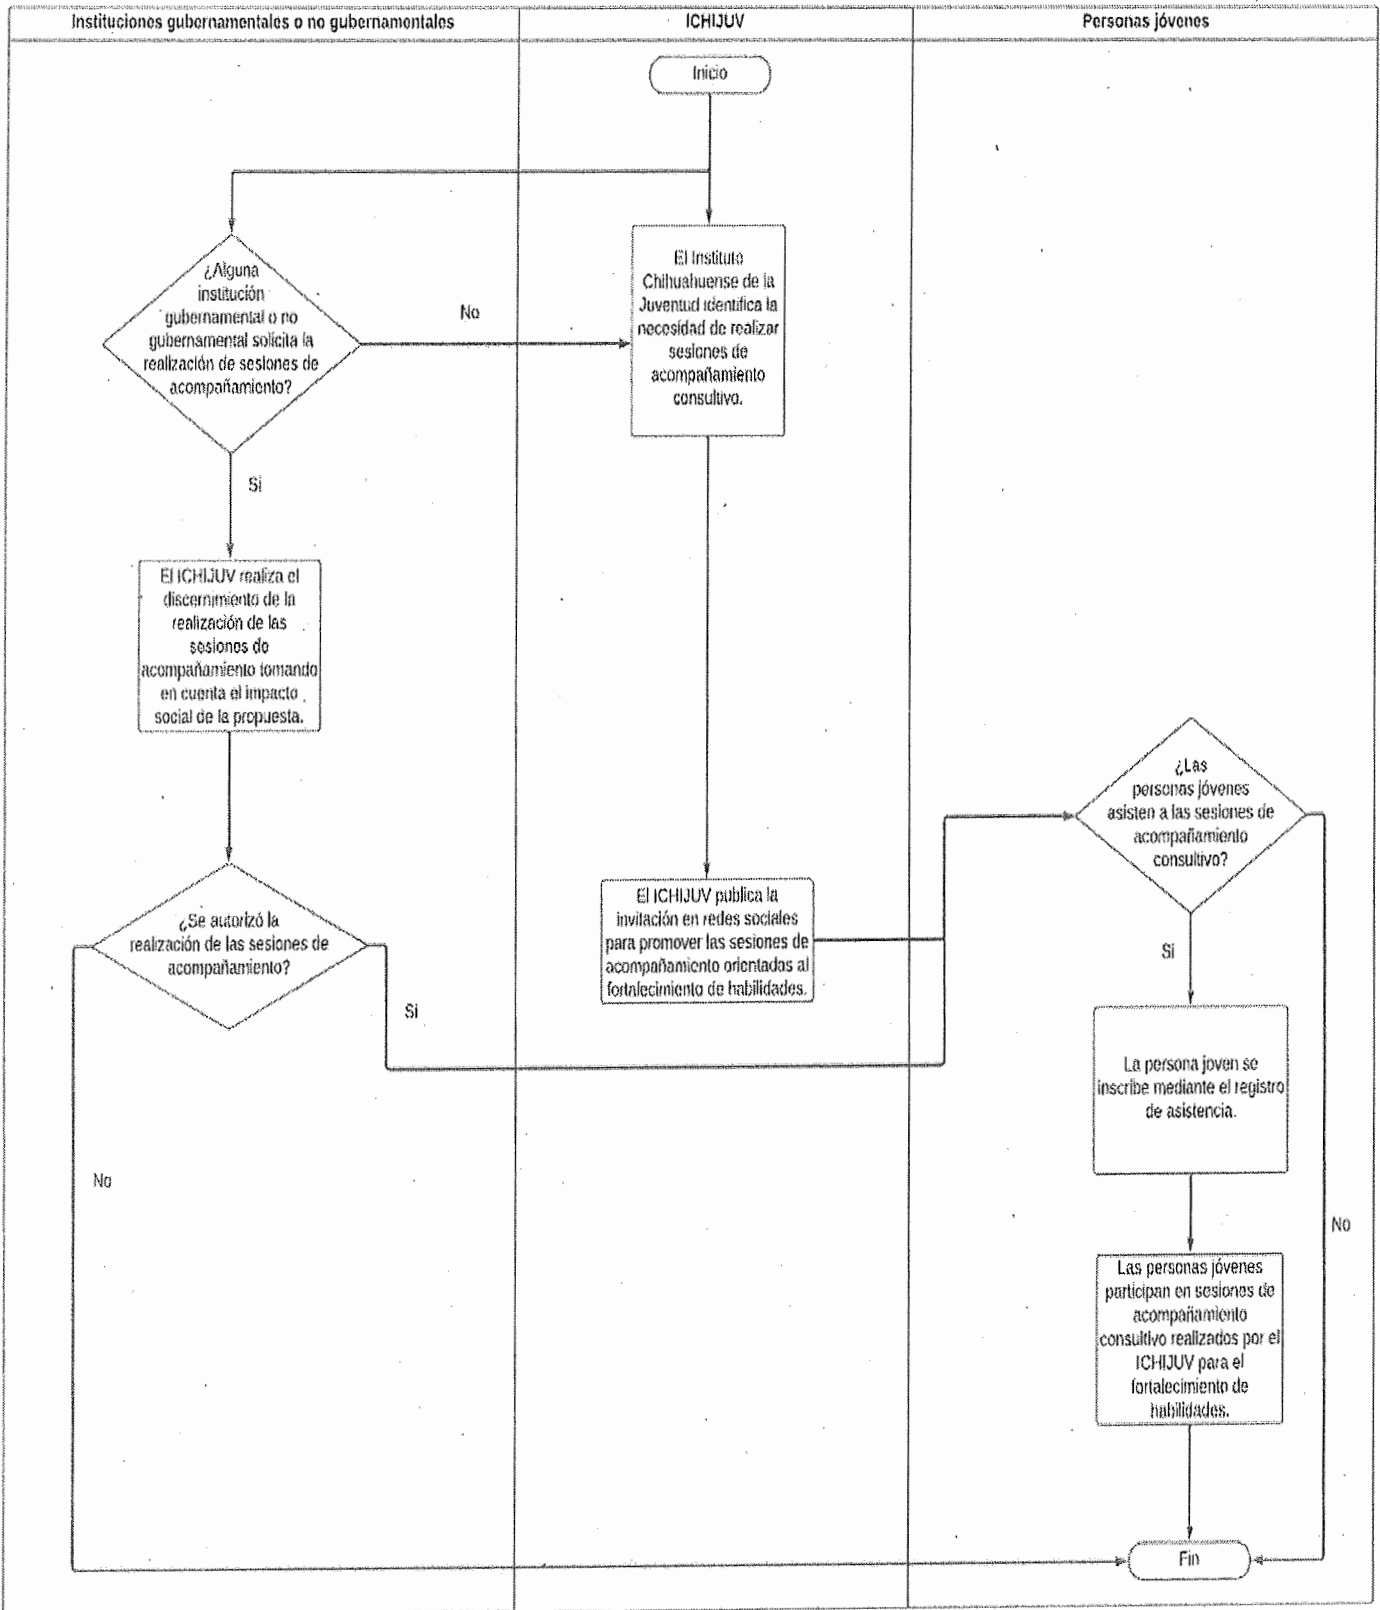 Instituciones gubernamentales o no gubernamentales
ICHIJUV
Personas jóvenes
Inicio
¿Alguna
institución
gubernamental o no
gubernamental solicita la
realización de sesiones de
acompañamiento?
No
El Instituto
Chihuahuense de la
Juventud identifica la
necesidad de realizar
sesiones de
acompañamiento
consultivo.
Si
El ICHIJUV realiza el
discernimiento de la
realización de las
sesiones de
acompañamiento tomando
en cuenta el impacto
social de la propuesta.
¿Se autorizó la
realización de las sesiones de
acompañamiento?
Si
No
El ICHIJUV publica la
invitación en redes sociales
para promover las sesiones de
acompañamiento orientadas al
fortalecimiento de habilidades.
¿Las
personas jóvenes
asisten a las sesiones de
acompañamiento
consultivo?
Si
La persona joven se
inscribe mediante el registro
de asistencia.
No
Las personas jóvenes
participan en sesiones de
acompañamiento
consultivo realizados por el
ICHIJUV para el
fortalecimiento de
habilidades.
Fin